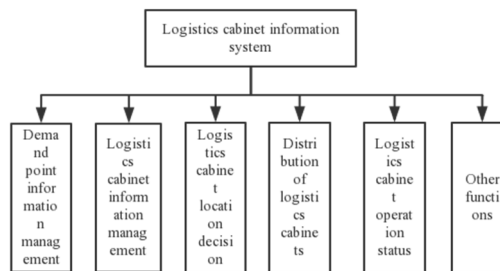 Logistics cabinet information
system
Dema
nd
point
infor
matio
n
manag
ement
Logisti
cs
cabinet
inform
ation
manag
ement
Logis
tics
cabine
t
locati
on
decisi
on
Distri
bution
of
logisti
cs
cabine
ts
Logist
ics
cabine
t
operat
ion
status
Other
functi
ons